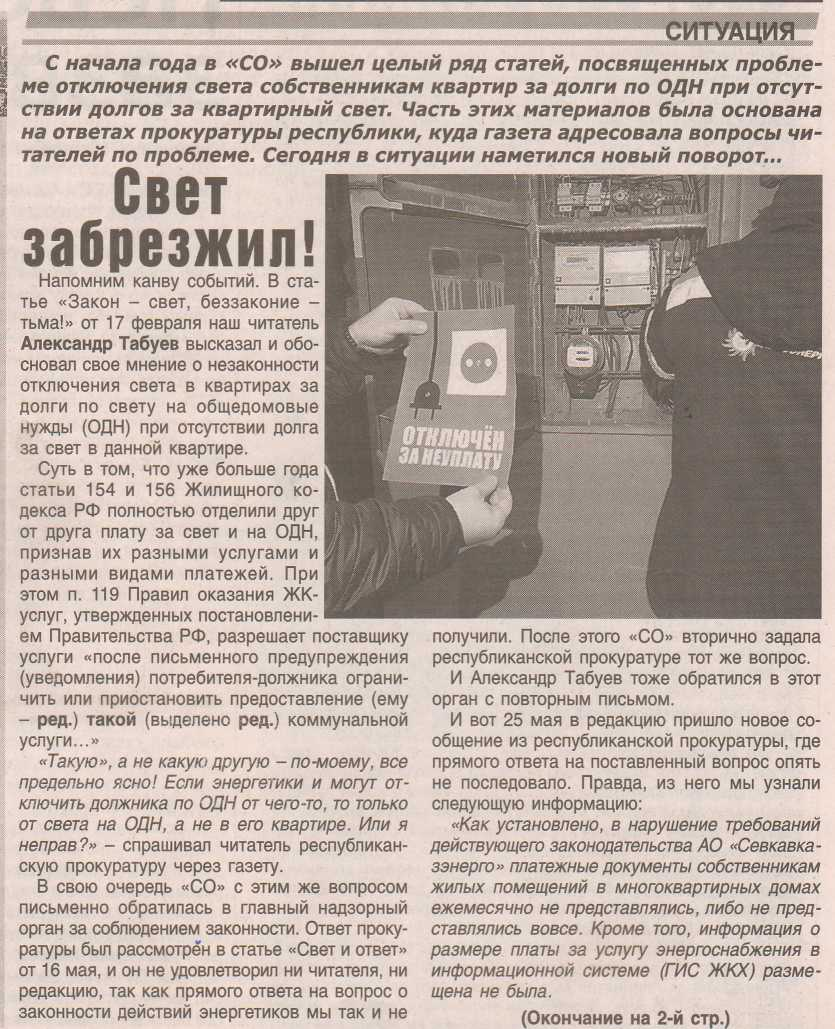 СИТУАЦИЯ
С начала года в «СО» вышел целый ряд статей, посвященных пробле-
ме отключения света собственникам квартир за долги по ОДН при отсут-
ствии долгов за квартирный свет. Часть этих материалов была основана
на ответах прокуратуры республики, куда газета адресовала вопросы чи-
тателей по проблеме. Сегодня в ситуации наметился новый поворот...
Свет
забрезжил!
Напомним канву событий. В ста-
тье «Закон – свет, беззаконие –
тьма!» от 17 февраля наш читатель
Александр Табуев высказал и обо-
сновал свое мнение о незаконности
отключения света в квартирах за
долги по свету на общедомовые
нужды (ОДН) при отсутствии долга
за свет в данной квартире.
Суть в том, что уже больше года
статьи 154 и 156 Жилищного ко-
декса РФ полностью отделили друг
от друга плату за свет и на ОДН,
признав их разными услугами и
разными видами платежей. При
этом п. 119 Правил оказания ЖК-
услуг, утвержденных постановлени-
ем Правительства РФ, разрешает поставщику
услуги «после письменного предупреждения
(уведомления) потребителя-должника ограни-
чить или приостановить предоставление (ему
– ред.) такой (выделено ред.) коммунальной
услуги...»
«Такую», а не какую другую – по-моему, все
предельно ясно! Если энергетики и могут от-
ключить должника по ОДН от чего-то, то только
от света на ОДН, а не в его квартире. Или я
неправ?» – спрашивал читатель республикан-
скую прокуратуру через газету.
В свою очередь «СО» с этим же вопросом
письменно обратилась в главный надзорный
орган за соблюдением законности. Ответ проку-
ратуры был рассмотрен в статье «Свет и ответ»
от 16 мая, и он не удовлетворил ни читателя, ни
редакцию, так как прямого ответа на вопрос о
законности действий энергетиков мы так и не
ОТКЛЮЧЁН
ЗА НЕУПЛАТУ
получили. После этого «СО» вторично задала
республиканской прокуратуре тот же вопрос.
И Александр Табуев тоже обратился в этот
орган с повторным письмом.
И вот 25 мая в редакцию пришло новое со-
общение из республиканской прокуратуры, где
прямого ответа на поставленный вопрос опять
не последовало. Правда, из него мы узнали
следующую информацию:
«Как установлено, в нарушение требований
действующего законодательства АО «Севкавка-
зэнерго» платежные документы собственникам
жилых помещений в многоквартирных домах
ежемесячно не представлялись, либо не пред-
ставлялись вовсе. Кроме того, информация о
размере платы за услугу энергоснабжения в
информационной системе (ГИС ЖКХ) разме-
щена не была.
(Окончание на 2-й стр.)